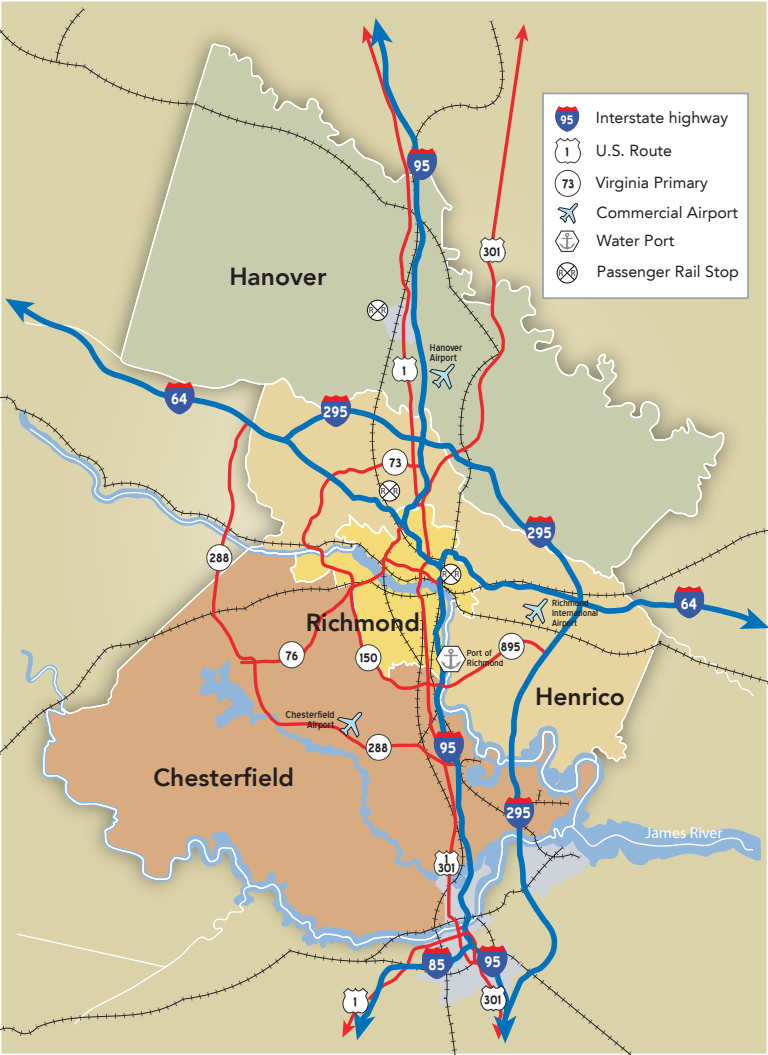 95
Interstate highway
1
U.S. Route
73
Virginia Primary
Commercial Airport
Water Port
R R
Passenger Rail Stop
95
301
Hanover
R R
Hanover
Airport
1
64
295
73
R R
295
288
R R
64
Richmond
International
Airport
Richmond
895
76
150
Port of
Richmond
Henrico
Chesterfield
Airport
288
95
Chesterfield
295
James River
1
301
85
95
1
301